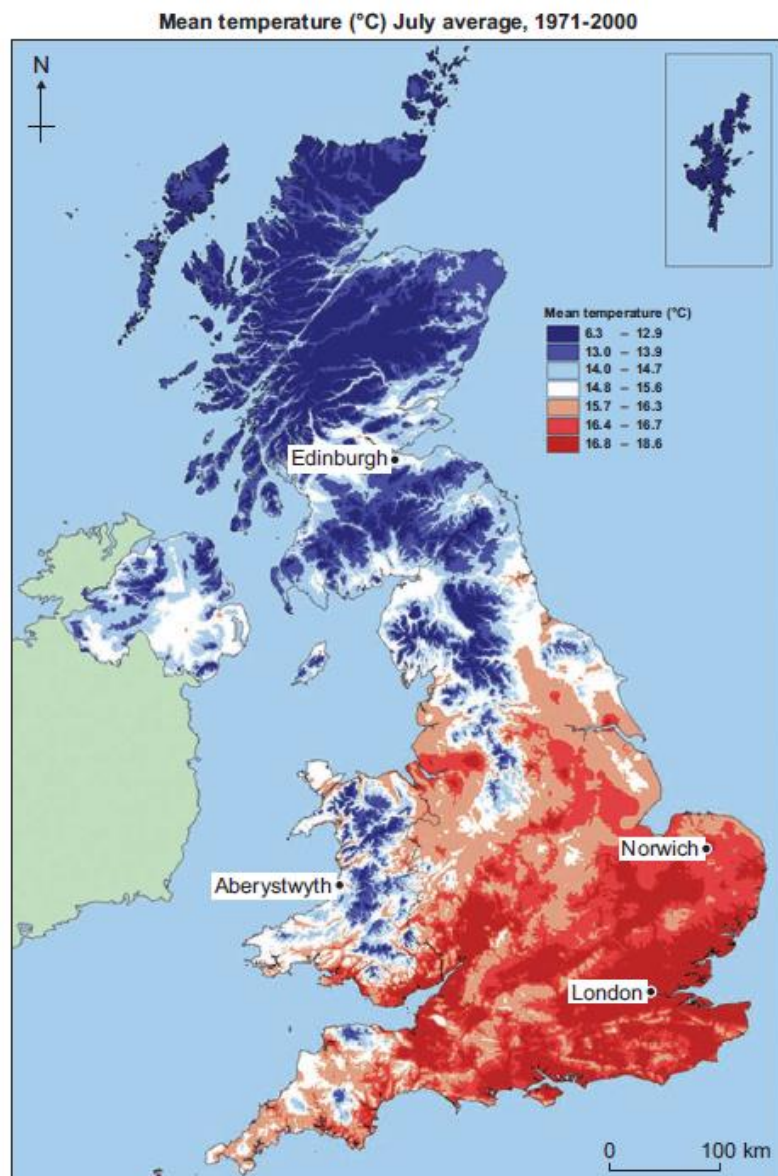 Mean temperature (°C) July average, 1971-2000
N
Mean temperature (°C)
6.3 – 12.9
13.0 – 13.9
14.0 – 14.7
14.8 – 15.6
15.7 – 16.3
16.4 – 16.7
16.8 – 18.6
Edinburgh
Norwich
Aberystwyth
London
0 100 km